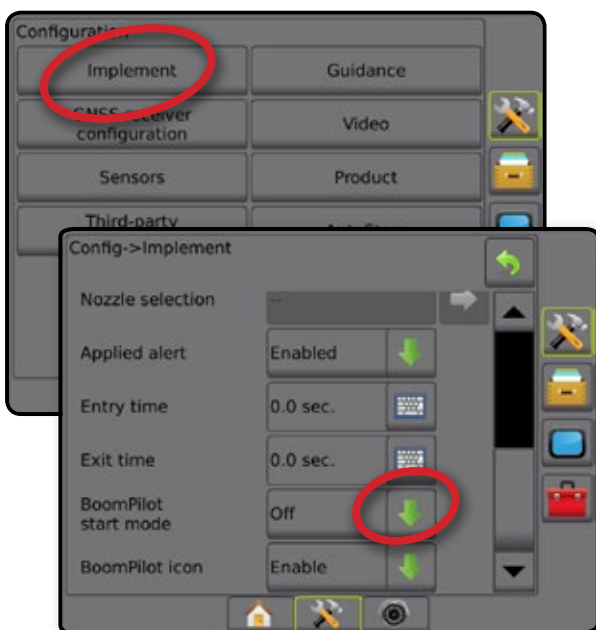 Configuration
Implement
Guidance
GNSS receiver
configuration
Video
Sensors
Product
Third-party
Config->Implement
Nozzle selection
--
Applied alert
Enabled
Entry time
0.0 sec.
Exit time
0.0 sec.
BoomPilot
start mode
Off
BoomPilot icon
Enable